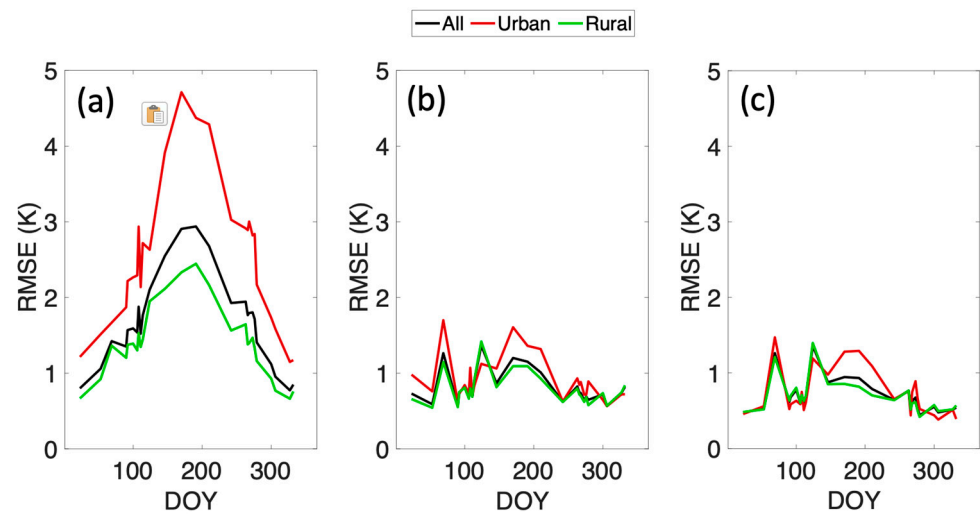 All Urban Rural
(a) (b) (c)
5 5 5
4 4 4
3 3 3
2 2 2
1 1 1
0 0 0
RMSE (K) RMSE (K) RMSE (K)
100 200 300 100 200 300 100 200 300
DOY DOY DOY